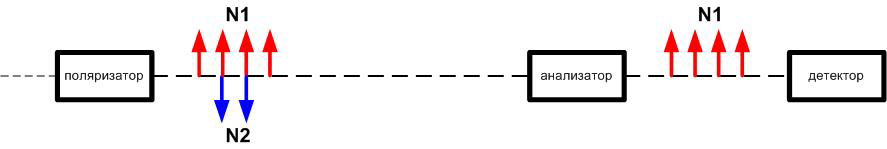 N1
N1
поляризатор
анализатор
детектор
N2